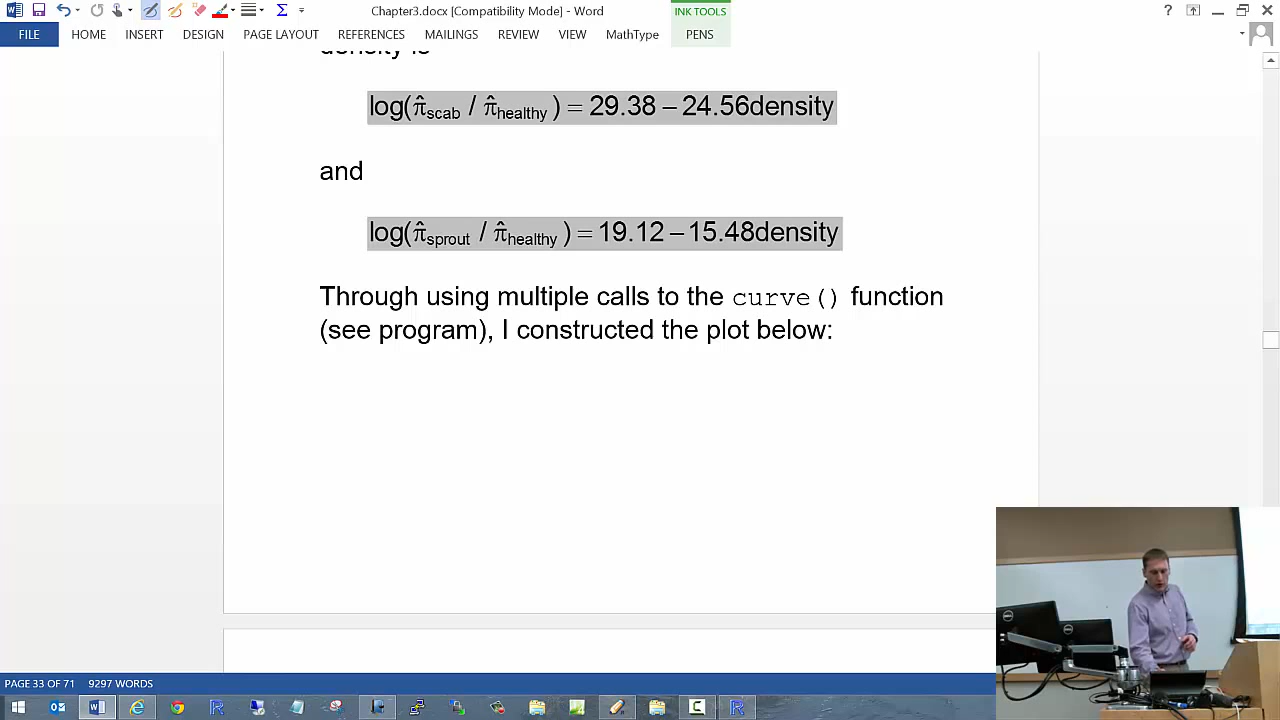 Chapter3.docx [Compatibility Mode] - Word
INK TOOLS
FILE HOME INSERT DESIGN PAGE LAYOUT REFERENCES MAILINGS REVIEW VIEW MathType PENS
density is
log(π̂scab / π̂healthy) = 29.38 – 24.56density
and
log(π̂sprout / π̂healthy) = 19.12 – 15.48density
Through using multiple calls to the curve() function
(see program), I constructed the plot below:
PAGE 33 OF 71 9297 WORDS